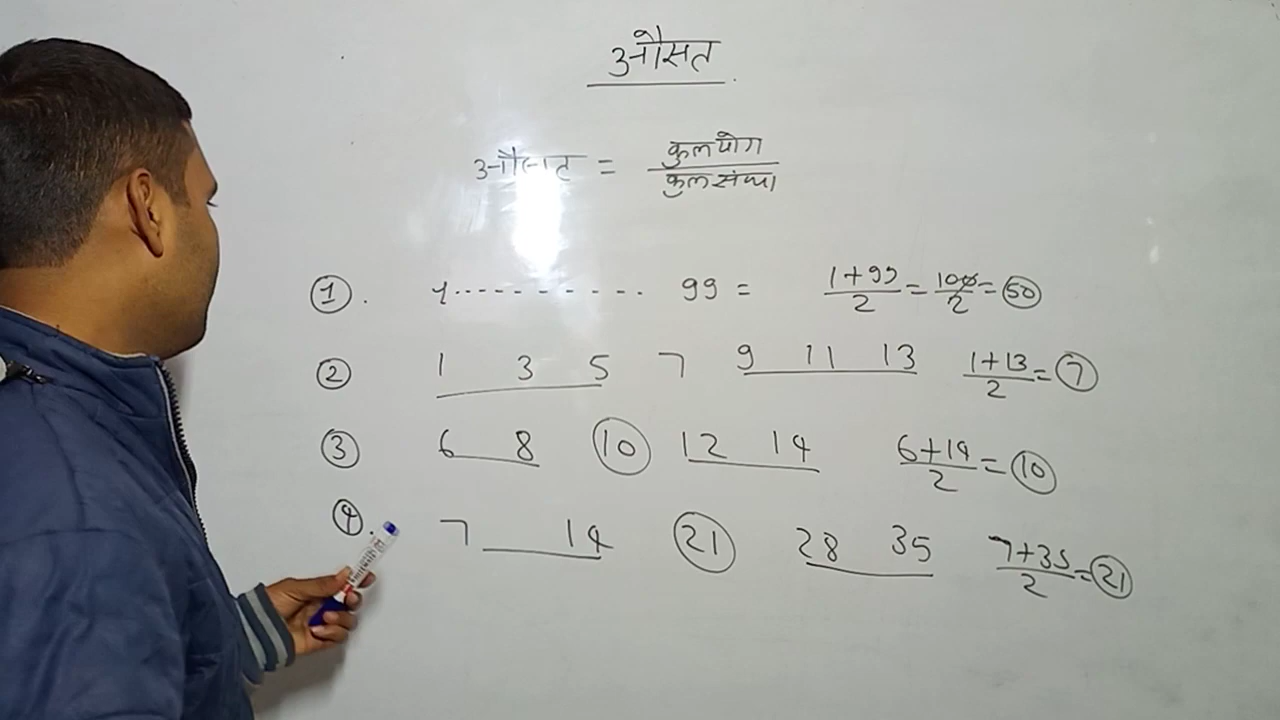 औसत
औसत = कुल योग / कुल संख्या
① . 1 ---------- 99 = 1+99/2 = 100/2 = 50
② 1 3 5 7 9 11 13 1+13/2 = 7
③ 6 8 10 12 14 6+14/2 = 10
④ . 7 14 21 28 35 7+35/2 = 21